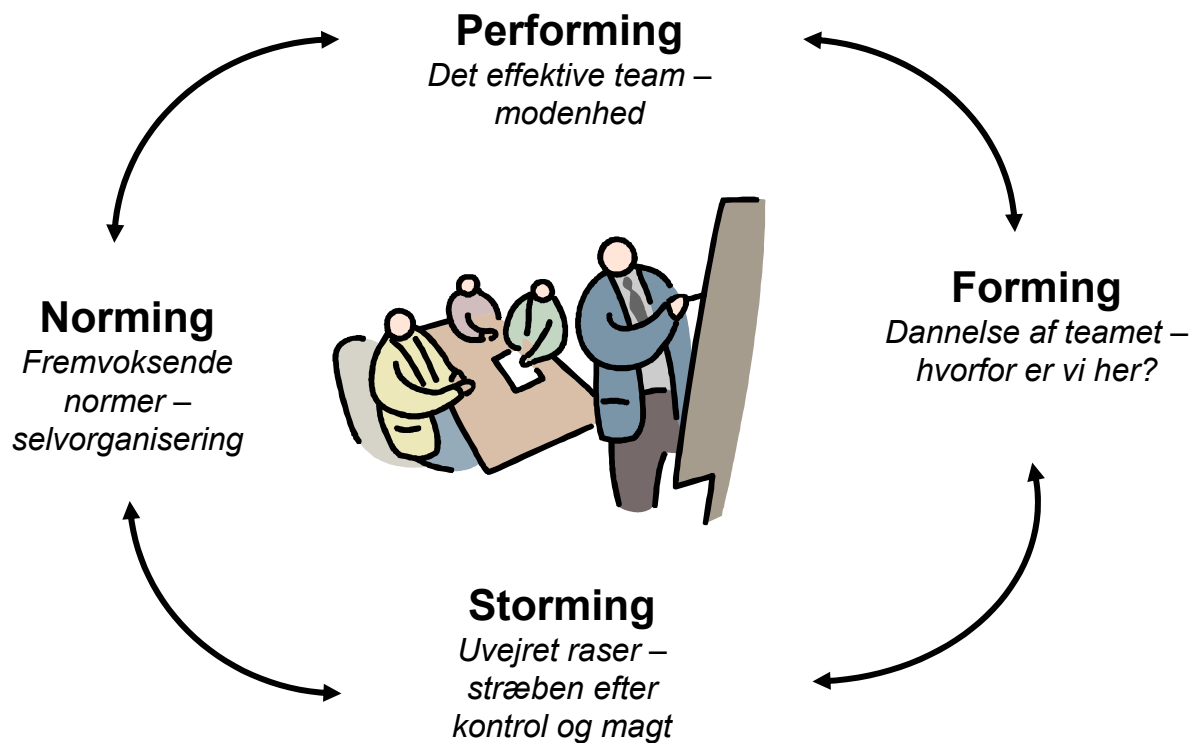 Performing
Det effektive team –
modenhed
Forming
Dannelse af teamet –
hvorfor er vi her?
Norming
Fremvoksende
normer –
selvorganisering
Storming
Uvejret raser –
stræben efter
kontrol og magt